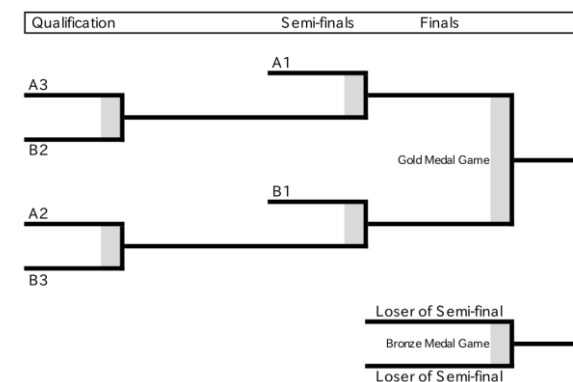 Qualification Semi-finals Finals
A1
A3
B2
Gold Medal Game
B1
A2
B3
Loser of Semi-final
Bronze Medal Game
Loser of Semi-final